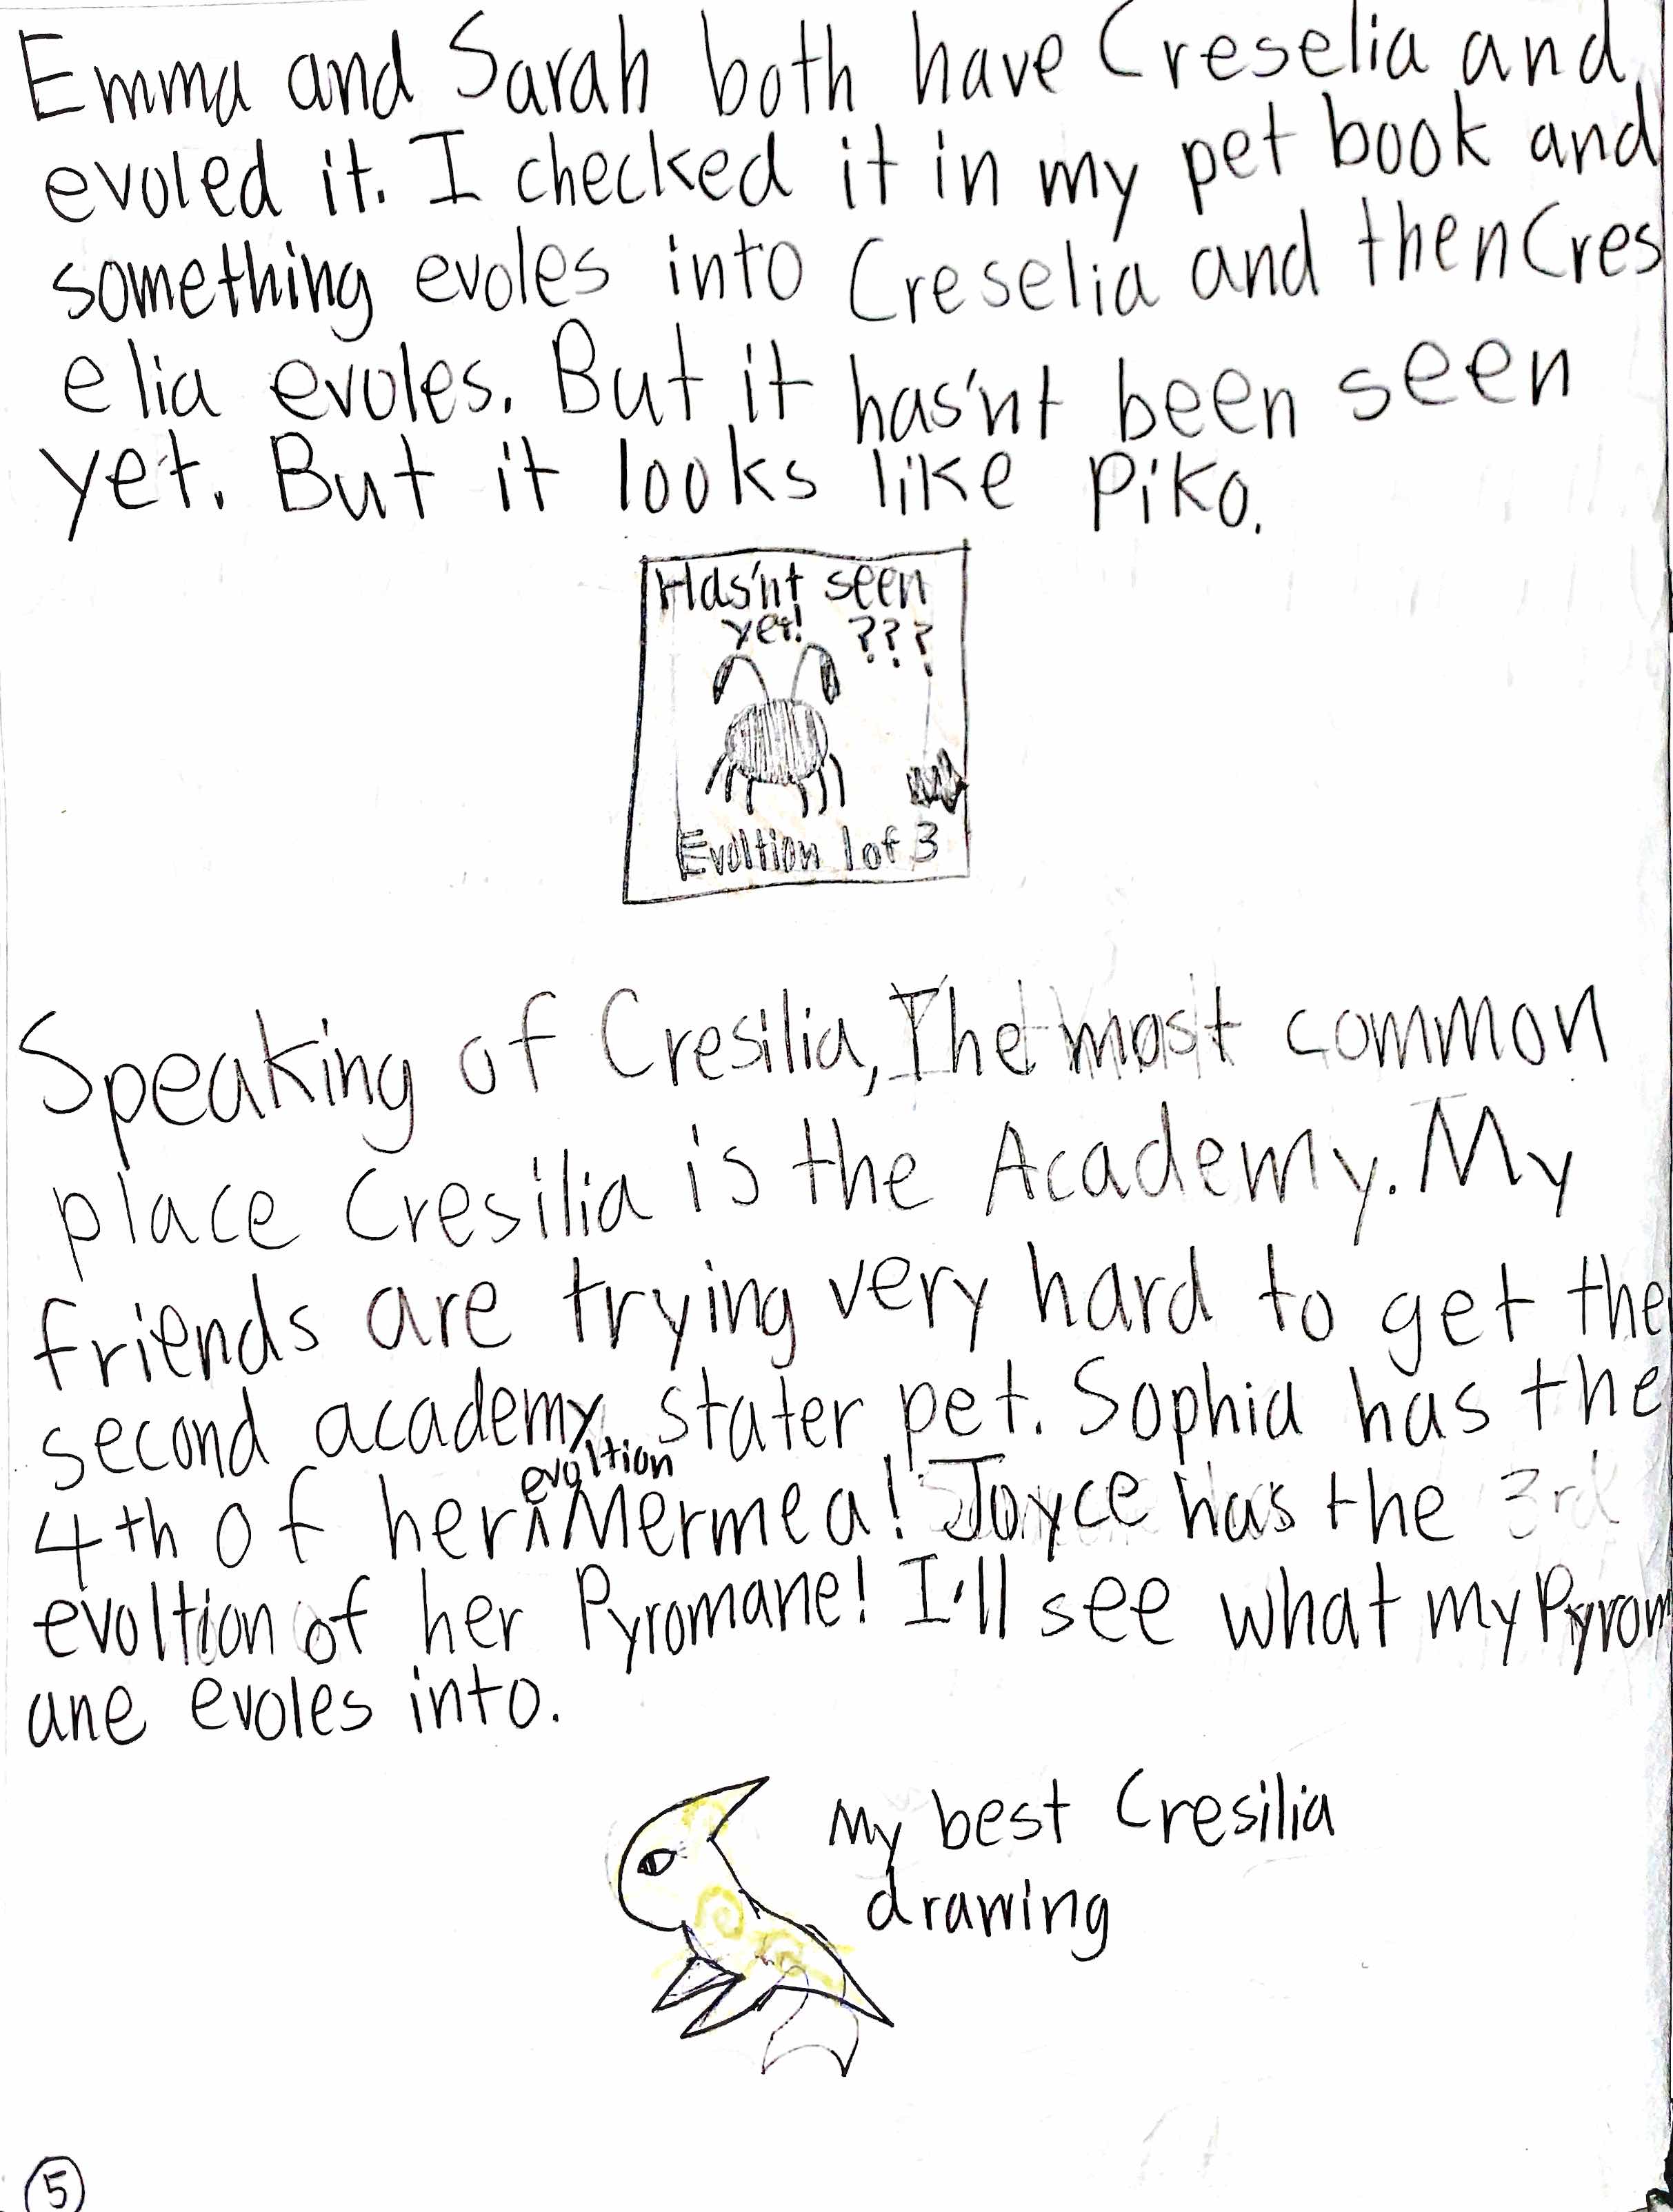 Emma and Sarah both have Creselia and
evoled it. I checked it in my pet book and
something evoles into Creselia and then Cres
elia evoles. But it has'nt been seen
yet. But it looks like Piko.
Has'nt seen
yet! ???
Evoltion 1 of 3
Speaking of Cresilia, The most common
place Cresilia is the Academy. My
friends are trying very hard to get the
second academy stater pet. Sophia has the
evoltion
4th of her ^ Mermea! Joyce has the 3rd
evoltion of her Pyromane! I'll see what my Pyrom
ane evoles into.
My best Cresilia
drawing
5